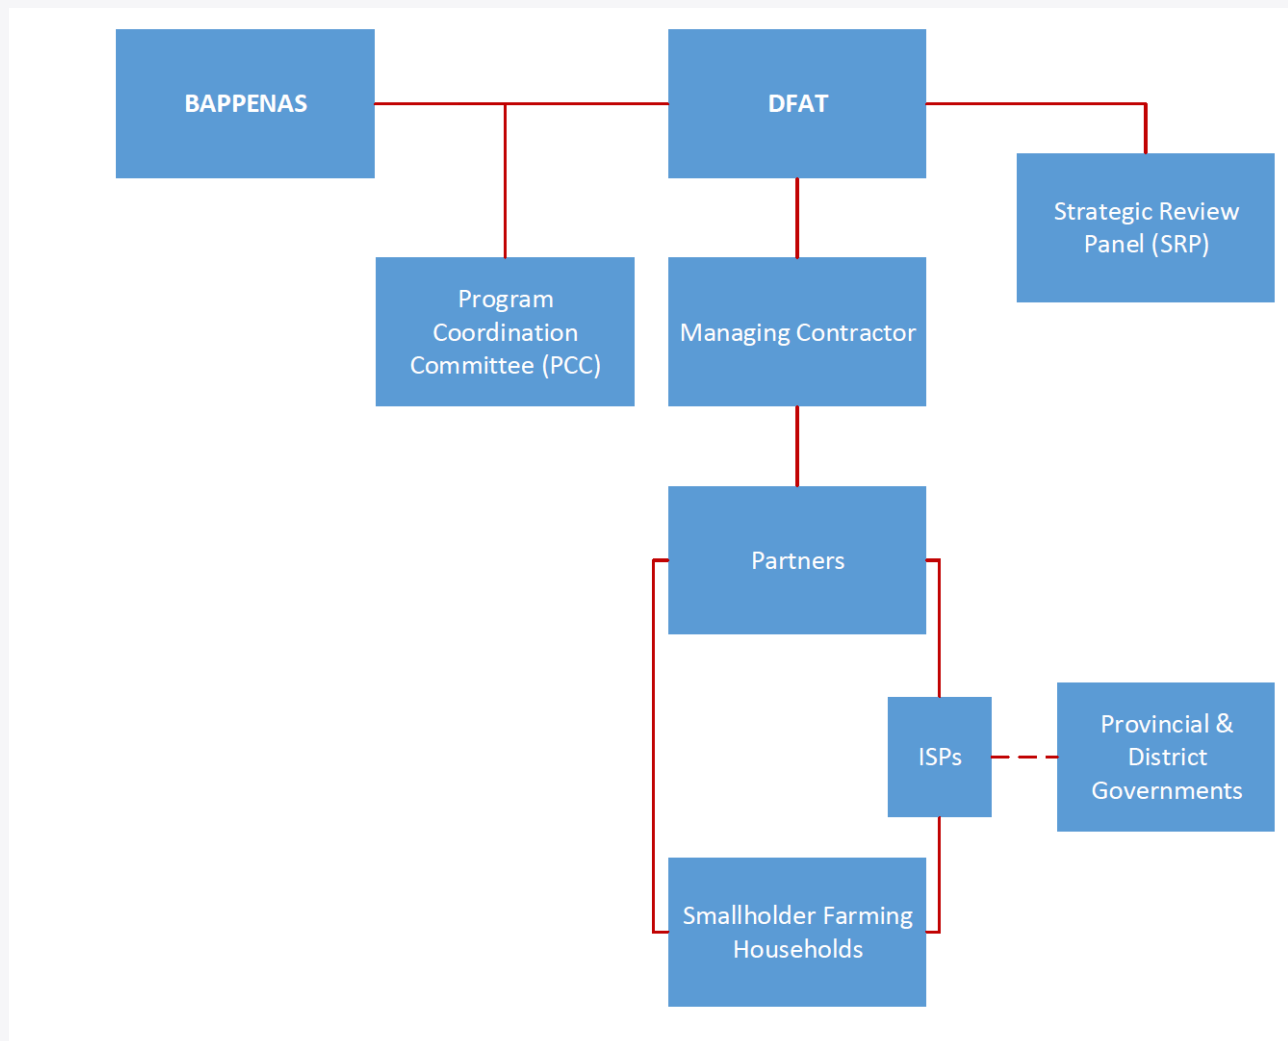 BAPPENAS
DFAT
Strategic Review
Panel (SRP)
Program
Coordination
Committee (PCC)
Managing Contractor
Partners
ISPs
Provincial &
District
Governments
Smallholder Farming
Households